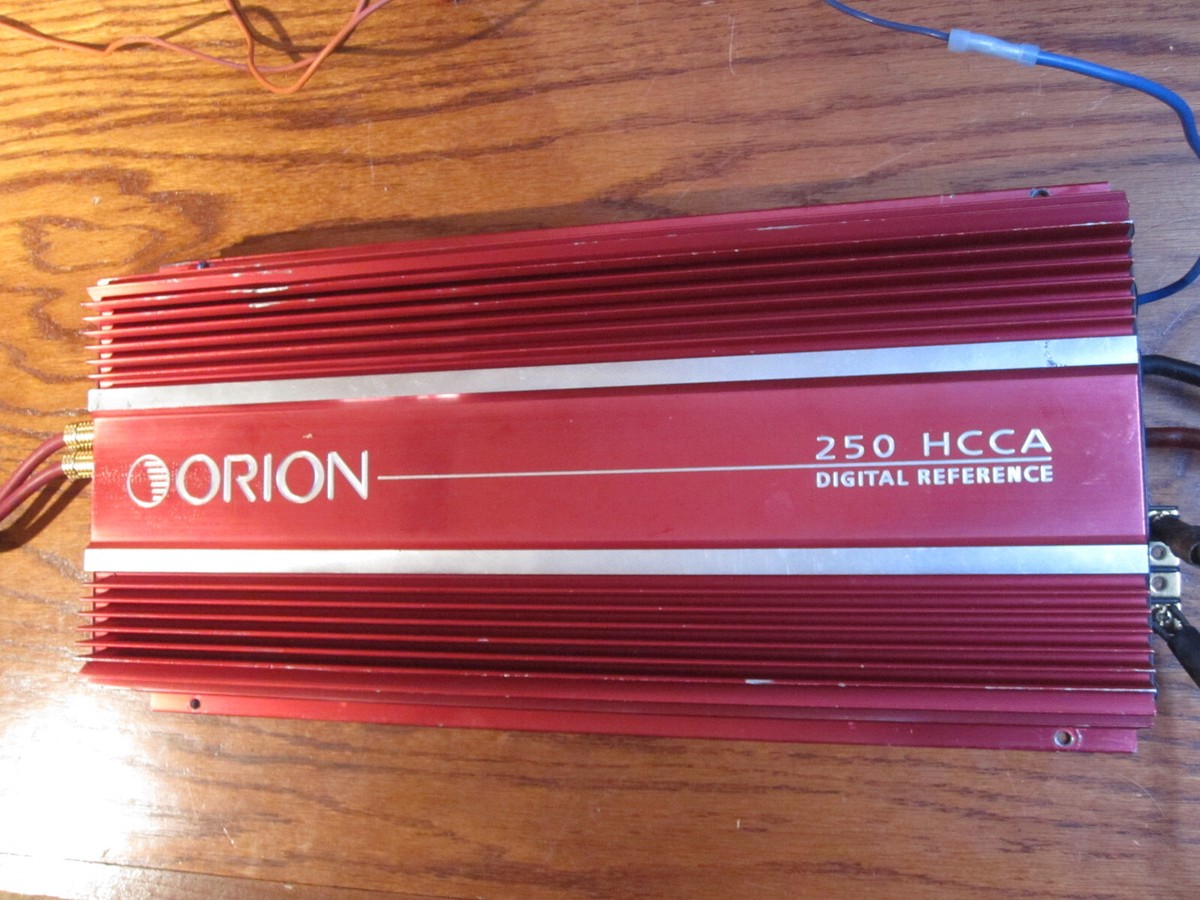 ORION
250 HCCA
DIGITAL REFERENCE